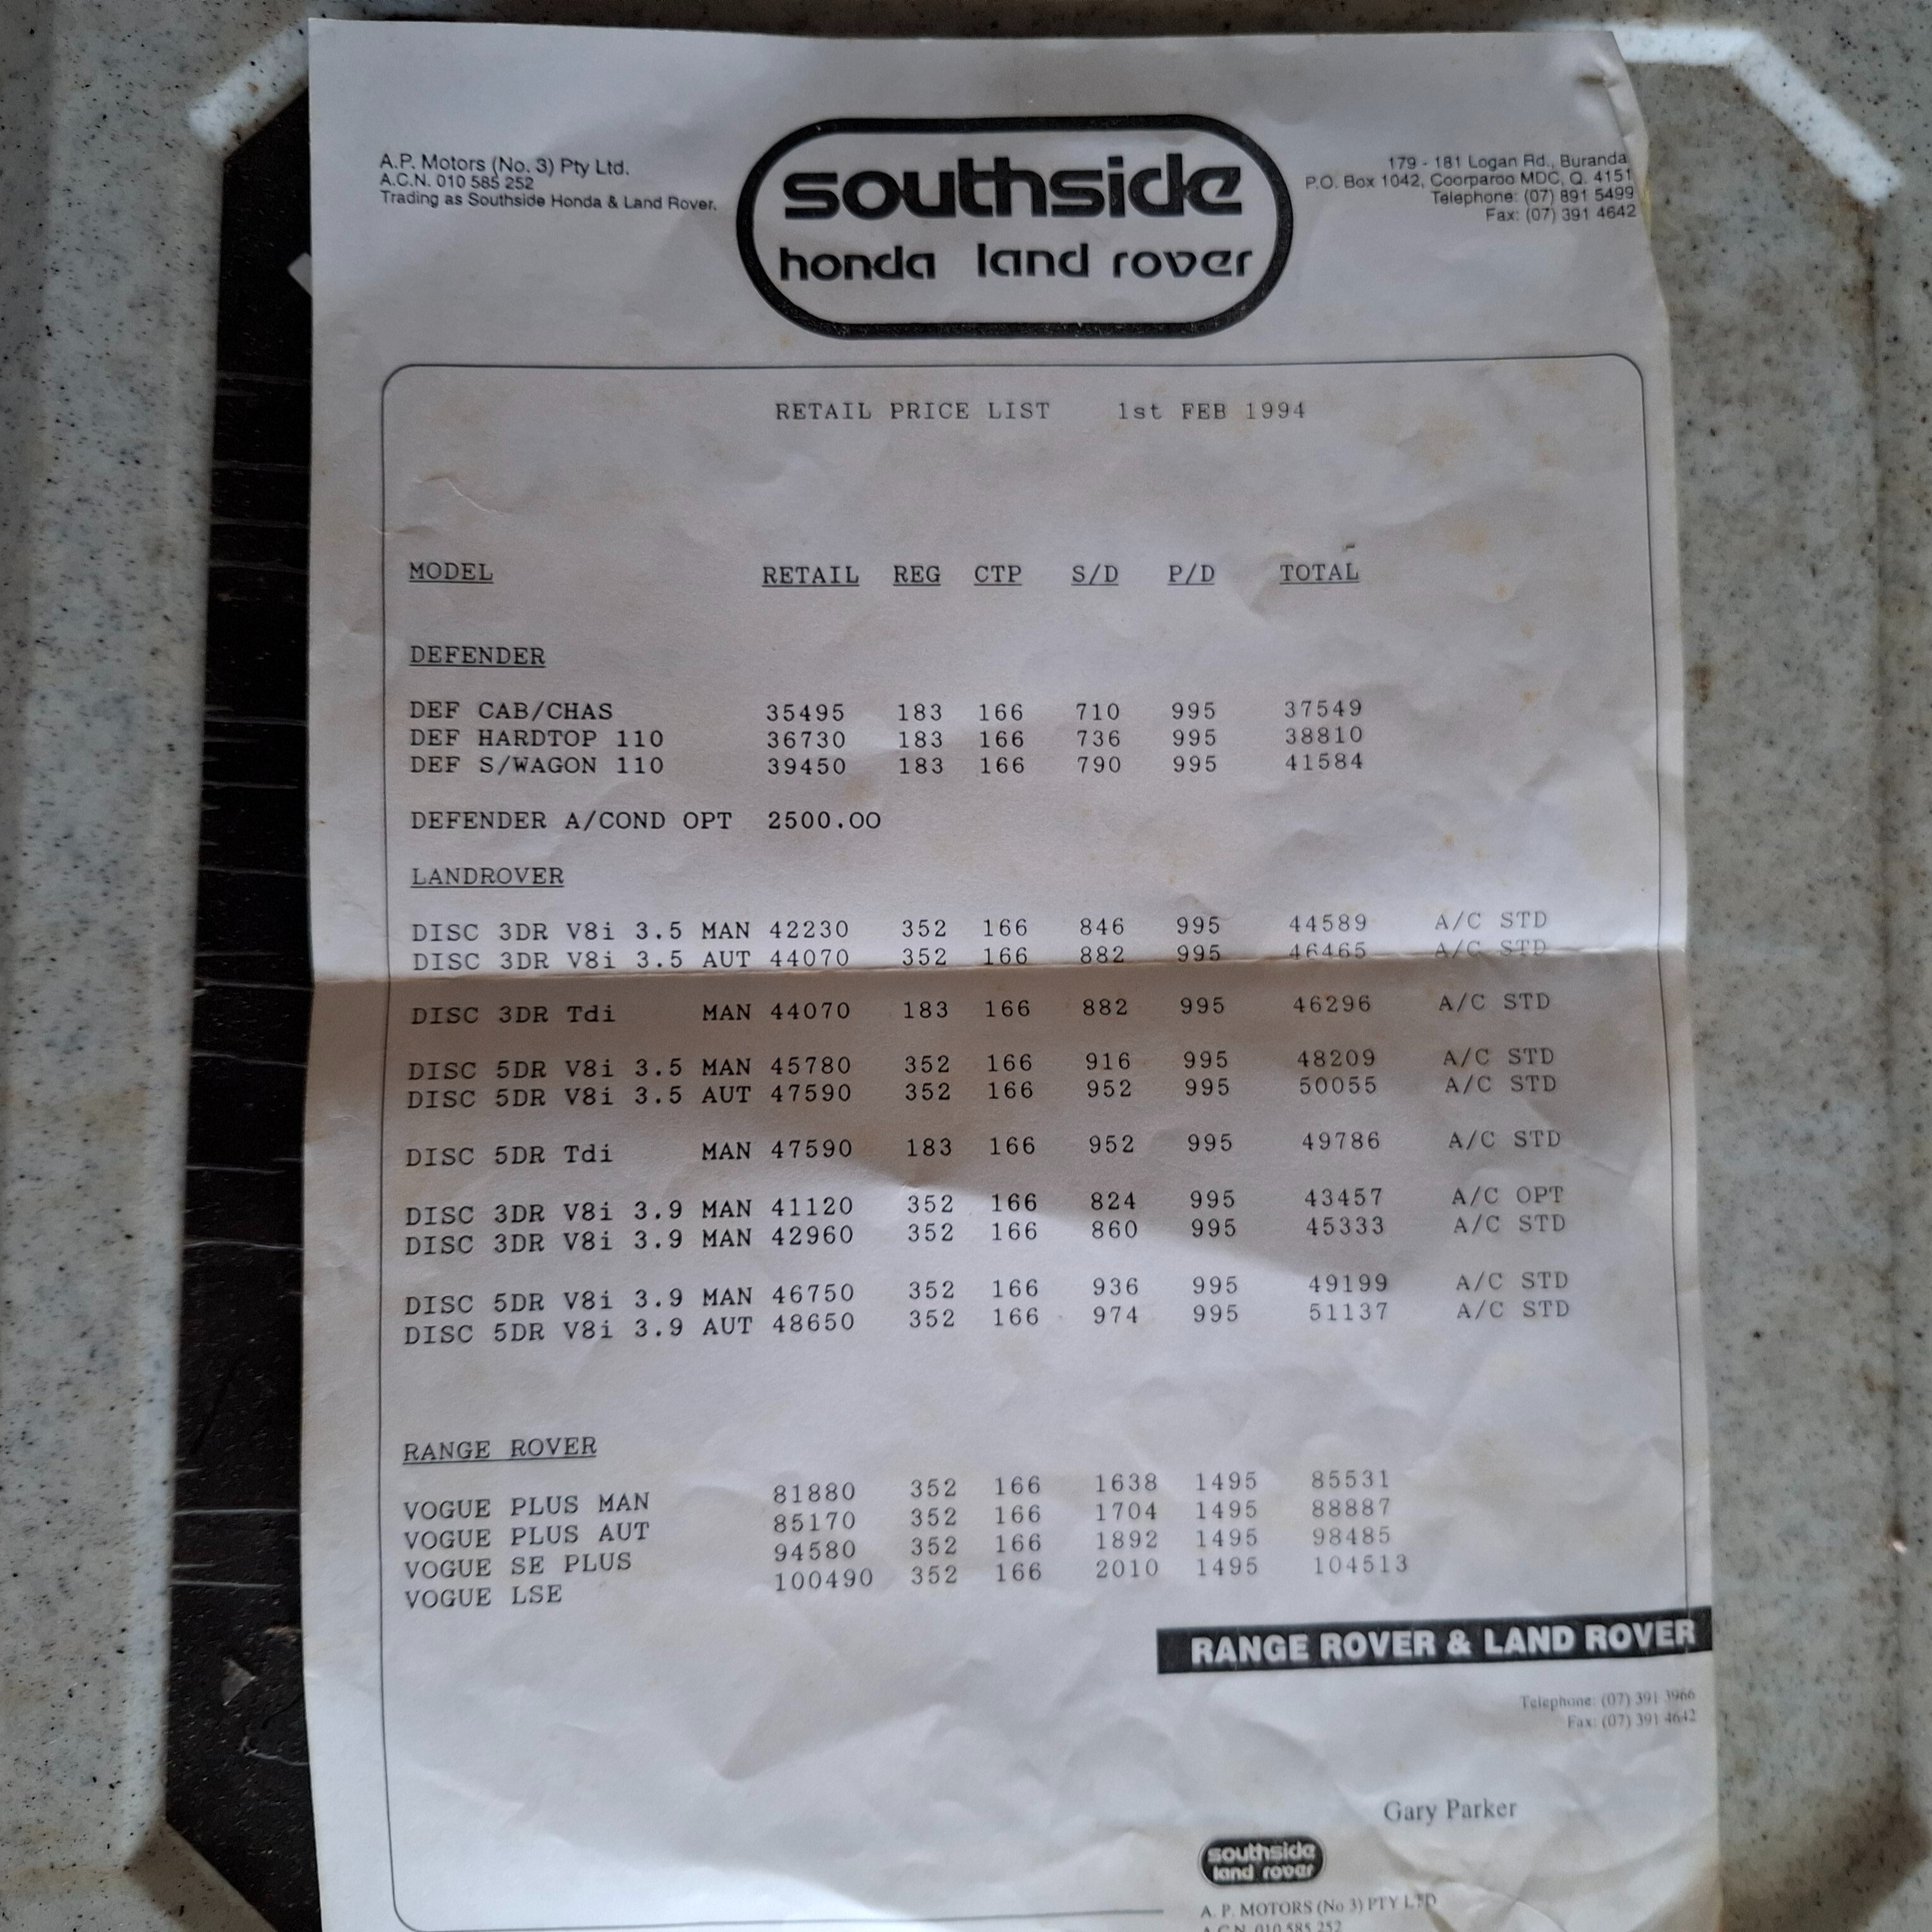 A.P. Motors (No. 3) Pty Ltd.
A.C.N. 010 585 252
Trading as Southside Honda & Land Rover.
southside
honda land rover
179 - 181 Logan Rd., Buranda
P.O. Box 1042, Coorparoo MDC, Q. 4151
Telephone: (07) 891 5499
Fax: (07) 391 4642
RETAIL PRICE LIST 1st FEB 1994
MODEL RETAIL REG CTP S/D P/D TOTAL
DEFENDER
DEF CAB/CHAS 35495 183 166 710 995 37549
DEF HARDTOP 110 36730 183 166 736 995 38810
DEF S/WAGON 110 39450 183 166 790 995 41584
DEFENDER A/COND OPT 2500.00
LANDROVER
DISC 3DR V8i 3.5 MAN 42230 352 166 846 995 44589 A/C STD
DISC 3DR V8i 3.5 AUT 44070 352 166 882 995 46465 A/C STD
DISC 3DR Tdi MAN 44070 183 166 882 995 46296 A/C STD
DISC 5DR V8i 3.5 MAN 45780 352 166 916 995 48209 A/C STD
DISC 5DR V8i 3.5 AUT 47590 352 166 952 995 50055 A/C STD
DISC 5DR Tdi MAN 47590 183 166 952 995 49786 A/C STD
DISC 3DR V8i 3.9 MAN 41120 352 166 824 995 43457 A/C OPT
DISC 3DR V8i 3.9 MAN 42960 352 166 860 995 45333 A/C STD
DISC 5DR V8i 3.9 MAN 46750 352 166 936 995 49199 A/C STD
DISC 5DR V8i 3.9 AUT 48650 352 166 974 995 51137 A/C STD
RANGE ROVER
VOGUE PLUS MAN 81880 352 166 1638 1495 85531
VOGUE PLUS AUT 85170 352 166 1704 1495 88887
VOGUE SE PLUS 94580 352 166 1892 1495 98485
VOGUE LSE 100490 352 166 2010 1495 104513
RANGE ROVER & LAND ROVER
Telephone: (07) 391 3966
Fax: (07) 391 4642
Gary Parker
southside
land rover
A. P. MOTORS (No 3) PTY LTD
A.C.N. 010 585 252